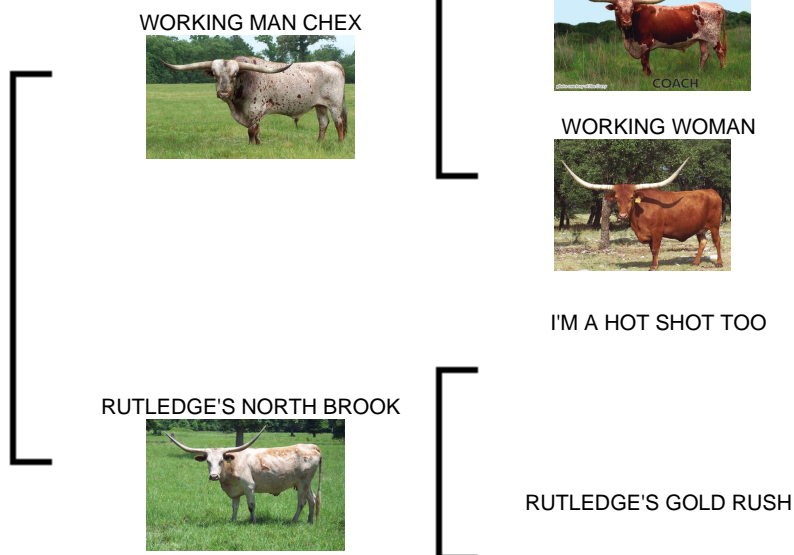 WORKING MAN CHEX
COACH
WORKING WOMAN
I'M A HOT SHOT TOO
RUTLEDGE'S NORTH BROOK
RUTLEDGE'S GOLD RUSH